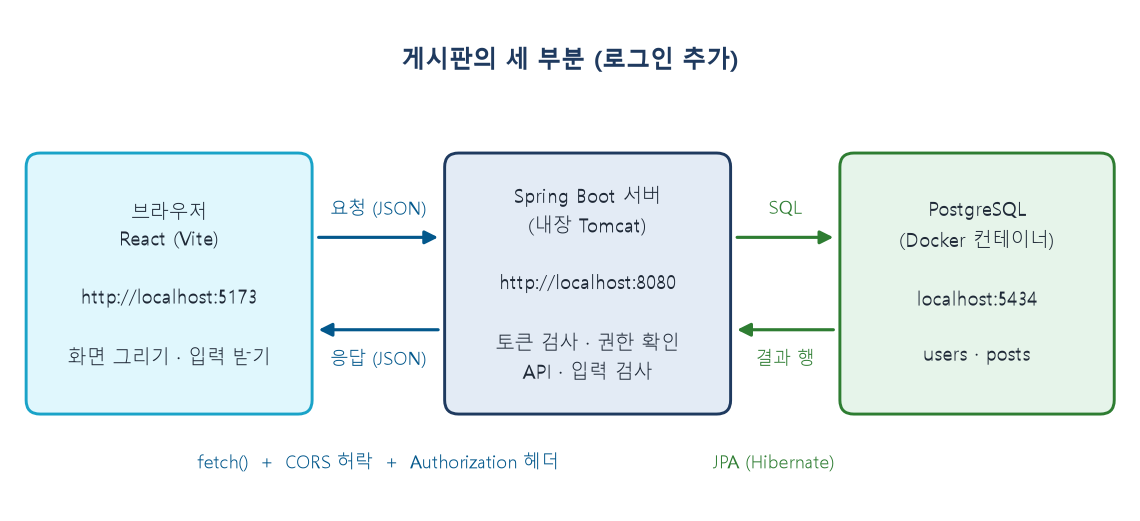 게시판의 세 부분 (로그인 추가)
브라우저
React (Vite)
http://localhost:5173
화면 그리기 · 입력 받기
요청 (JSON)
응답 (JSON)
Spring Boot 서버
(내장 Tomcat)
http://localhost:8080
토큰 검사 · 권한 확인
API · 입력 검사
SQL
결과 행
PostgreSQL
(Docker 컨테이너)
localhost:5434
users · posts
fetch() + CORS 허락 + Authorization 헤더
JPA (Hibernate)